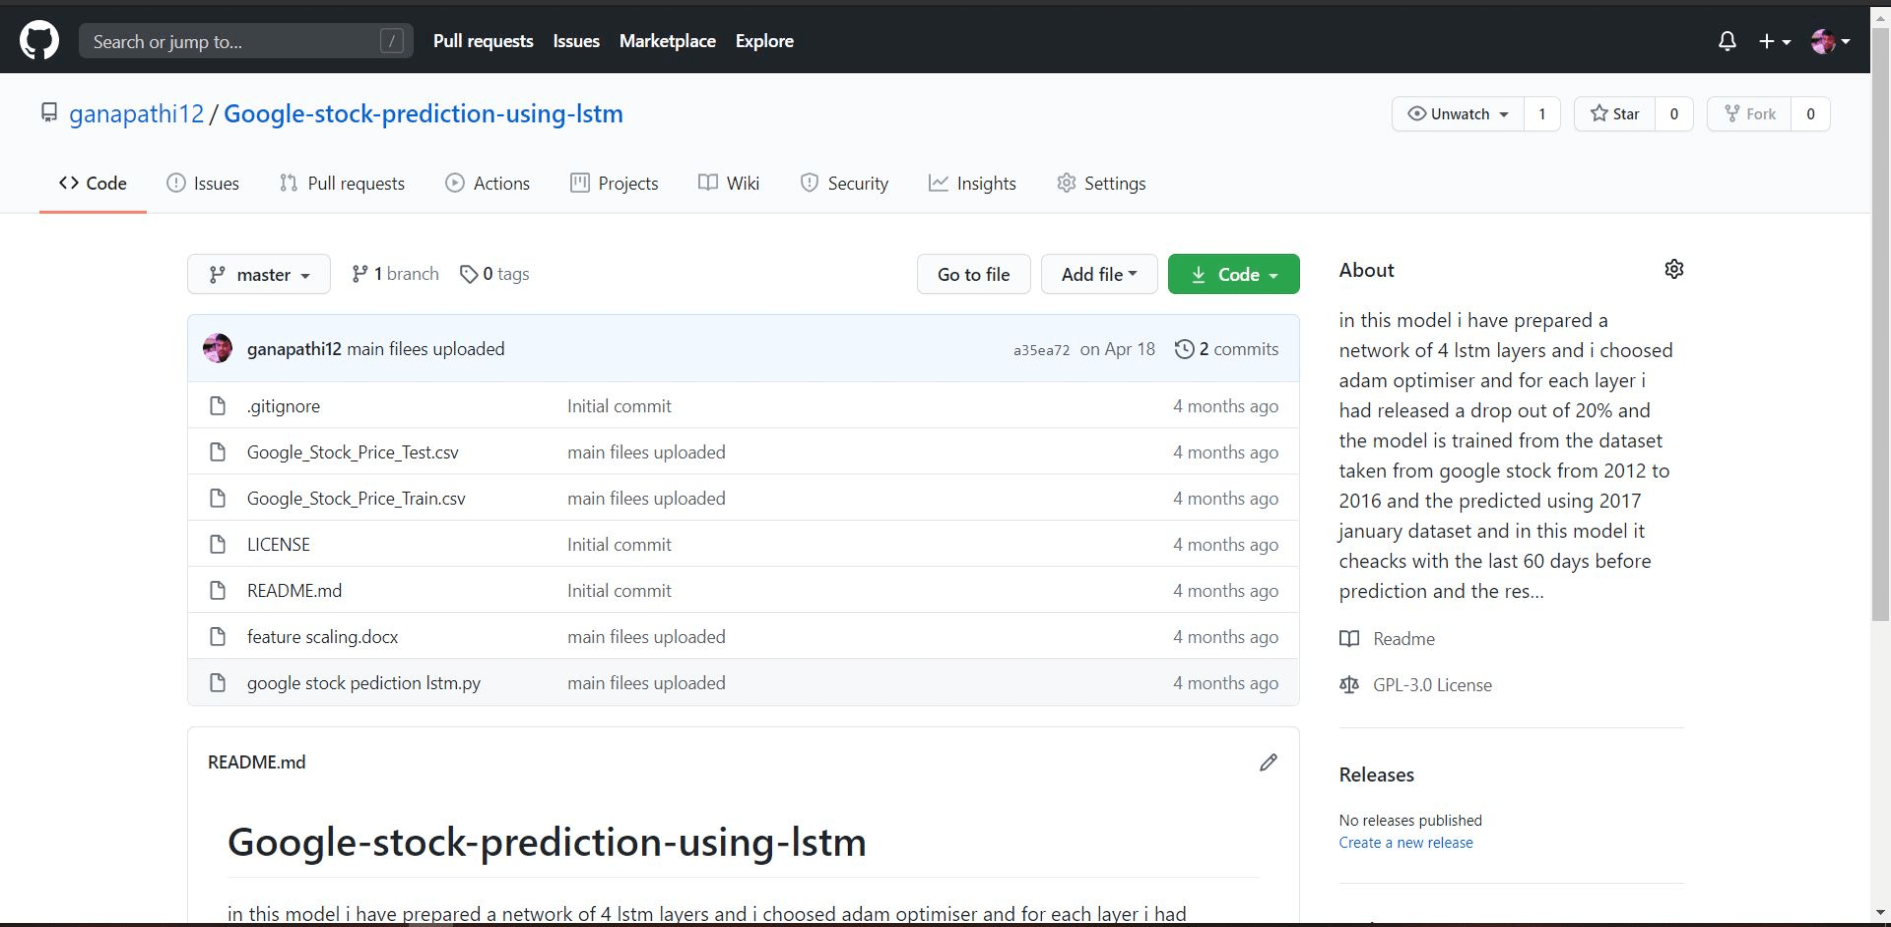 Search or jump to... /
Pull requests Issues Marketplace Explore
ganapathi12 / Google-stock-prediction-using-lstm
Unwatch 1 Star 0 Fork 0
Code Issues Pull requests Actions Projects Wiki Security Insights Settings
master 1 branch 0 tags
Go to file Add file Code
ganapathi12 main filees uploaded a35ea72 on Apr 18 2 commits
.gitignore Initial commit 4 months ago
Google_Stock_Price_Test.csv main filees uploaded 4 months ago
Google_Stock_Price_Train.csv main filees uploaded 4 months ago
LICENSE Initial commit 4 months ago
README.md Initial commit 4 months ago
feature scaling.docx main filees uploaded 4 months ago
google stock pediction lstm.py main filees uploaded 4 months ago
README.md
Google-stock-prediction-using-lstm
in this model i have prepared a network of 4 lstm layers and i choosed adam optimiser and for each layer i had
About
in this model i have prepared a
network of 4 lstm layers and i choosed
adam optimiser and for each layer i
had released a drop out of 20% and
the model is trained from the dataset
taken from google stock from 2012 to
2016 and the predicted using 2017
january dataset and in this model it
cheacks with the last 60 days before
prediction and the res...
Readme
GPL-3.0 License
Releases
No releases published
Create a new release